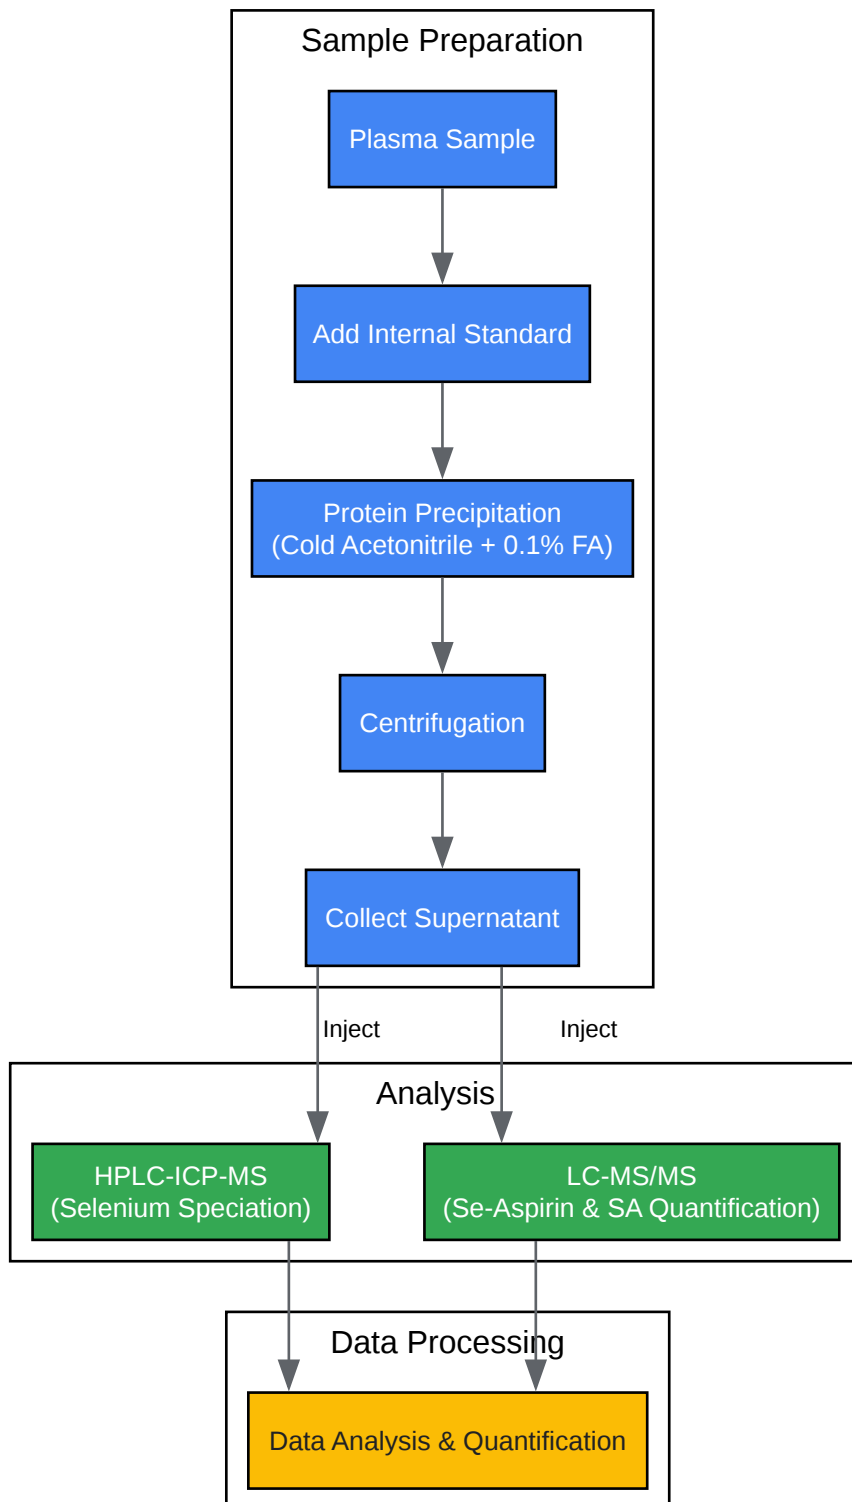 Sample Preparation
Plasma Sample
Add Internal Standard
Protein Precipitation
(Cold Acetonitrile + 0.1% FA)
Centrifugation
Collect Supernatant
Inject
Inject
Analysis
HPLC-ICP-MS
(Selenium Speciation)
LC-MS/MS
(Se-Aspirin & SA Quantification)
Data Processing
Data Analysis & Quantification